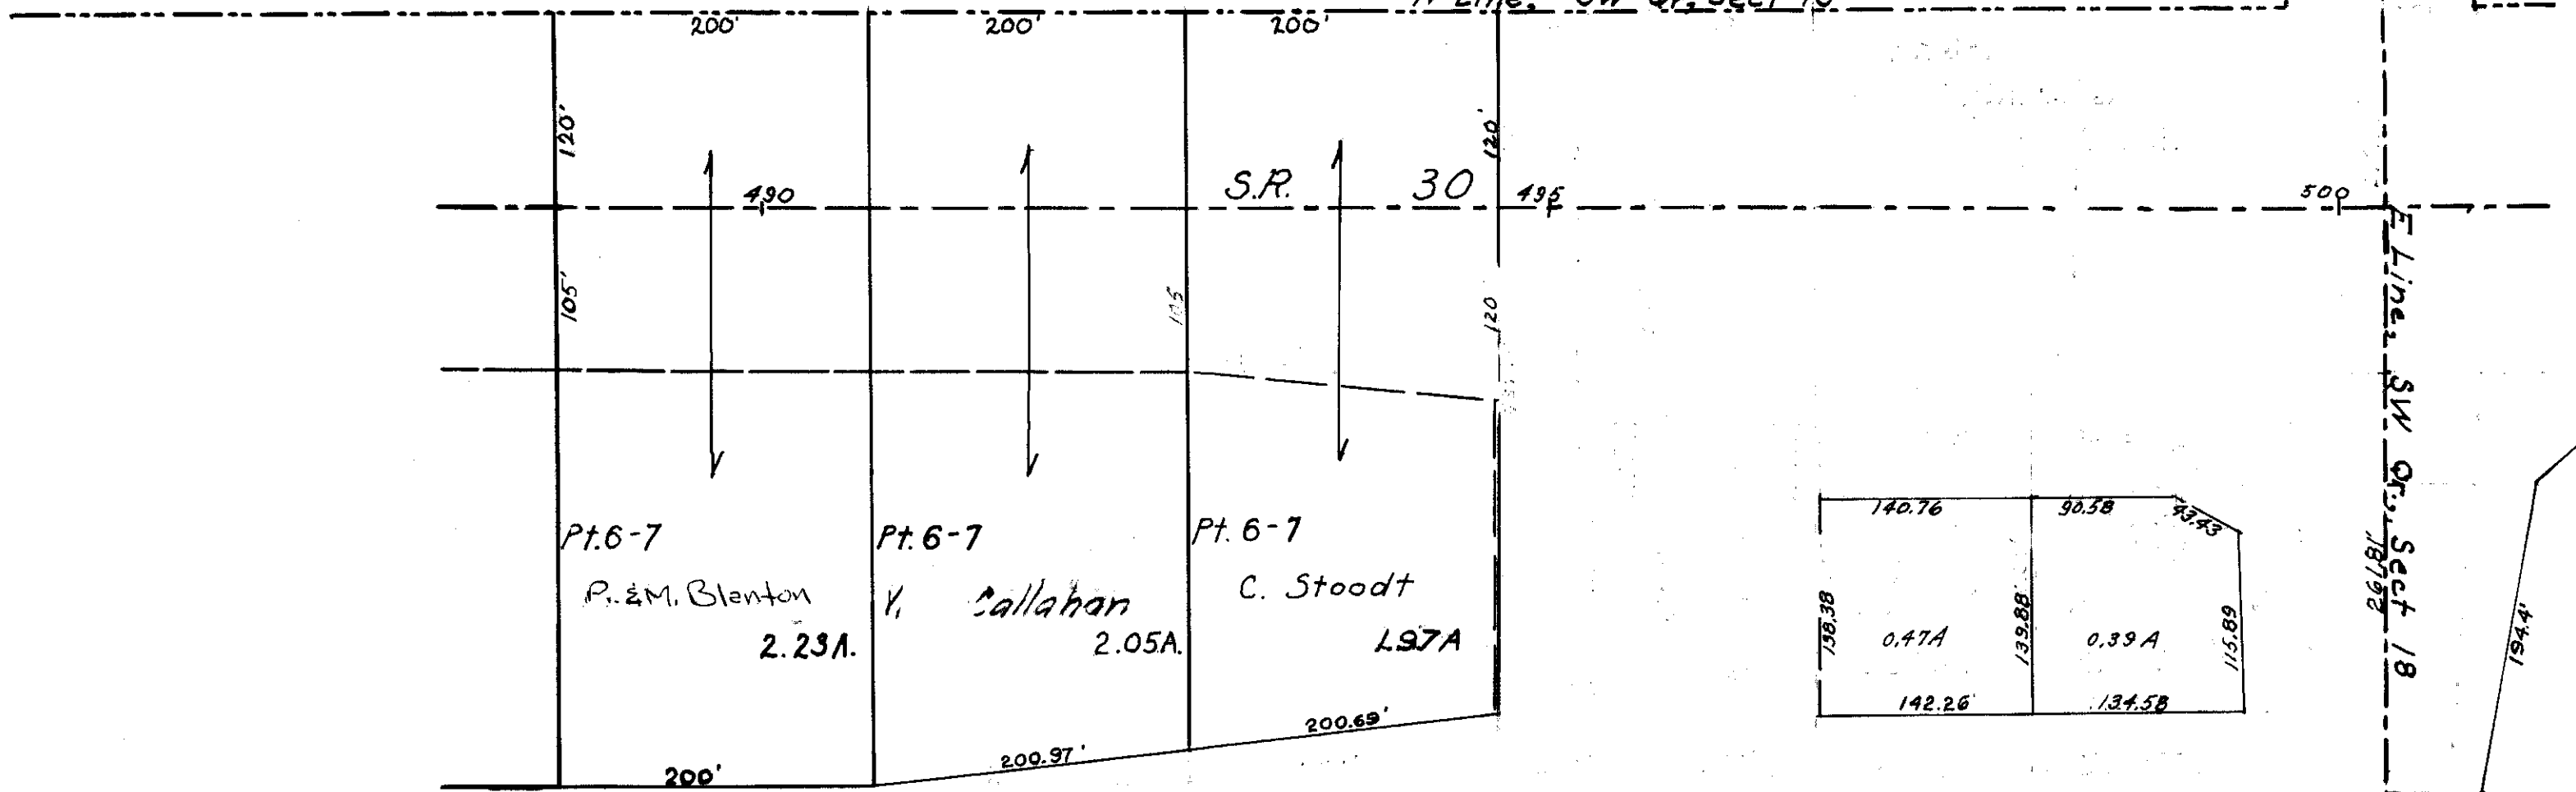 N Line, SW Qr, Sect 18
200' 200' 200'
120' 120'
S.R. 30
490 495 500
105' 105 120
E Line, SW Qr., Sect 18
140.76 90.58 43.43
Pt. 6-7 Pt. 6-7 Pt. 6-7
P. & M. Blanton Callahan C. Stoodt
2.23A. 2.05A. 1.97A
138.38 0.47A 139.88' 0.39A 115.89 194.4'
142.26' 134.58
200.69'
200.97'
200'